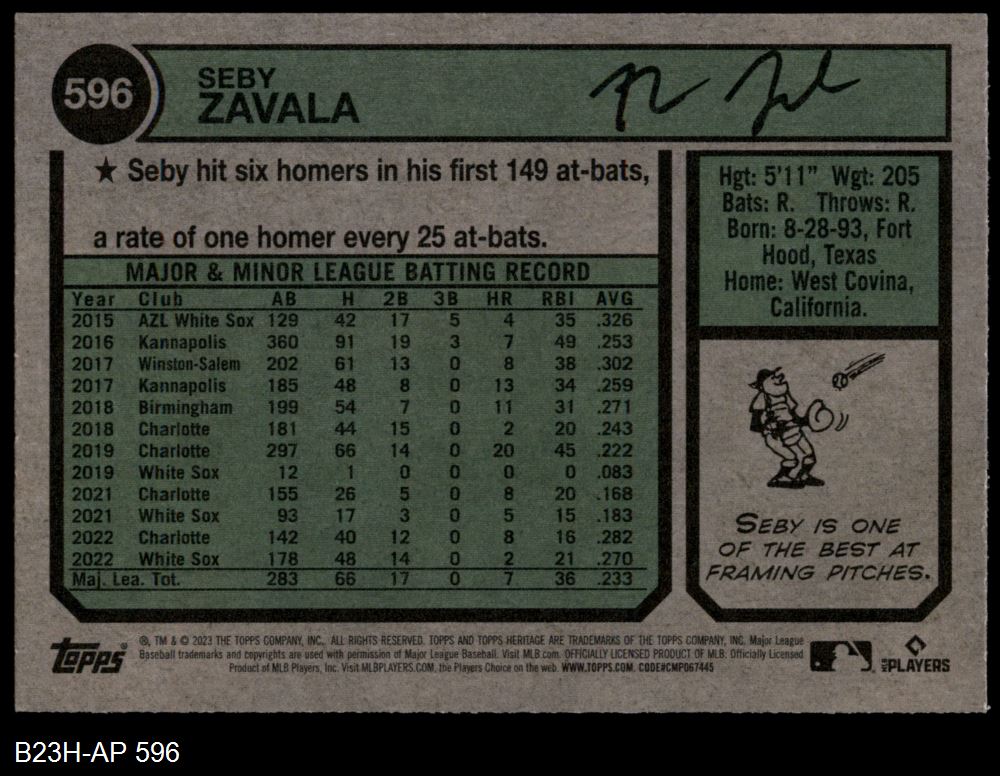 596
SEBY
ZAVALA
★ Seby hit six homers in his first 149 at-bats,
a rate of one homer every 25 at-bats.
MAJOR & MINOR LEAGUE BATTING RECORD
Year Club AB H 2B 3B HR RBI AVG
2015 AZL White Sox 129 42 17 5 4 35 .326
2016 Kannapolis 360 91 19 3 7 49 .253
2017 Winston-Salem 202 61 13 0 8 38 .302
2017 Kannapolis 185 48 8 0 13 34 .259
2018 Birmingham 199 54 7 0 11 31 .271
2018 Charlotte 181 44 15 0 2 20 .243
2019 Charlotte 297 66 14 0 20 45 .222
2019 White Sox 12 1 0 0 0 0 .083
2021 Charlotte 155 26 5 0 8 20 .168
2021 White Sox 93 17 3 0 5 15 .183
2022 Charlotte 142 40 12 0 8 16 .282
2022 White Sox 178 48 14 0 2 21 .270
Maj. Lea. Tot. 283 66 17 0 7 36 .233
Hgt: 5'11" Wgt: 205
Bats: R. Throws: R.
Born: 8-28-93, Fort
Hood, Texas
Home: West Covina,
California.
SEBY IS ONE
OF THE BEST AT
FRAMING PITCHES.
Topps®
®, TM & © 2023 THE TOPPS COMPANY, INC. ALL RIGHTS RESERVED. TOPPS AND TOPPS HERITAGE ARE TRADEMARKS OF THE TOPPS COMPANY, INC. Major League
Baseball trademarks and copyrights are used with permission of Major League Baseball. Visit MLB.com. OFFICIALLY LICENSED PRODUCT OF MLB. Officially Licensed
Product of MLB Players, Inc. Visit MLBPLAYERS.COM, the Players Choice on the web. WWW.TOPPS.COM. CODE#CMP067445
MLB PLAYERS
B23H-AP 596